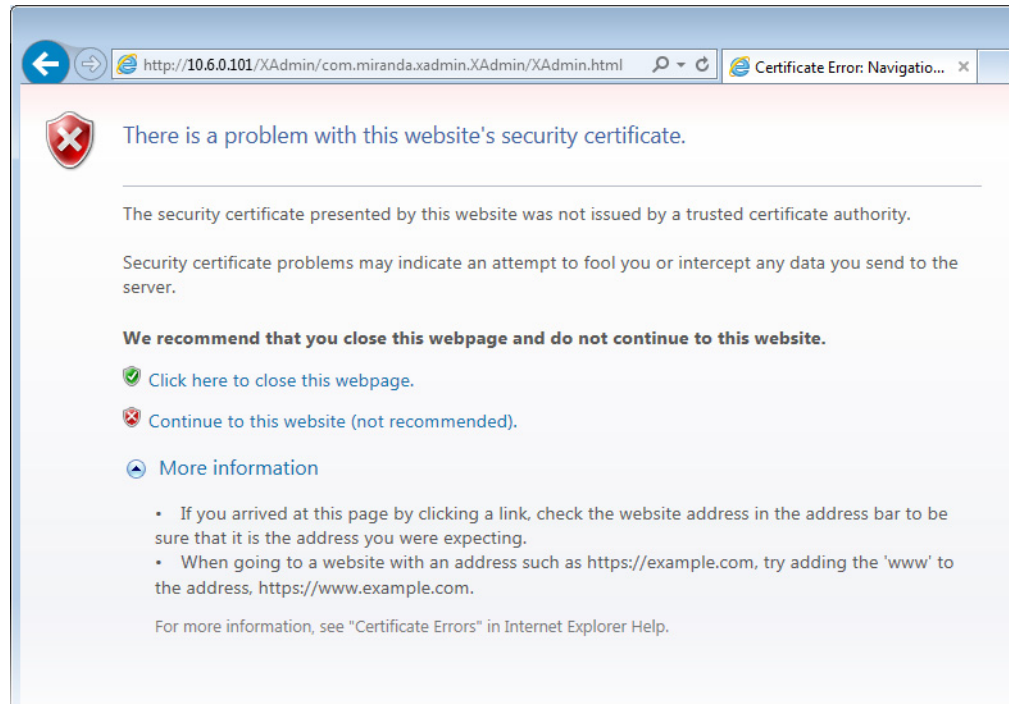 http://10.6.0.101/XAdmin/com.miranda.xadmin.XAdmin/XAdmin.html
Certificate Error: Navigatio...
There is a problem with this website's security certificate.
The security certificate presented by this website was not issued by a trusted certificate authority.
Security certificate problems may indicate an attempt to fool you or intercept any data you send to the
server.
We recommend that you close this webpage and do not continue to this website.
Click here to close this webpage.
Continue to this website (not recommended).
More information
• If you arrived at this page by clicking a link, check the website address in the address bar to be
sure that it is the address you were expecting.
• When going to a website with an address such as https://example.com, try adding the 'www' to
the address, https://www.example.com.
For more information, see "Certificate Errors" in Internet Explorer Help.